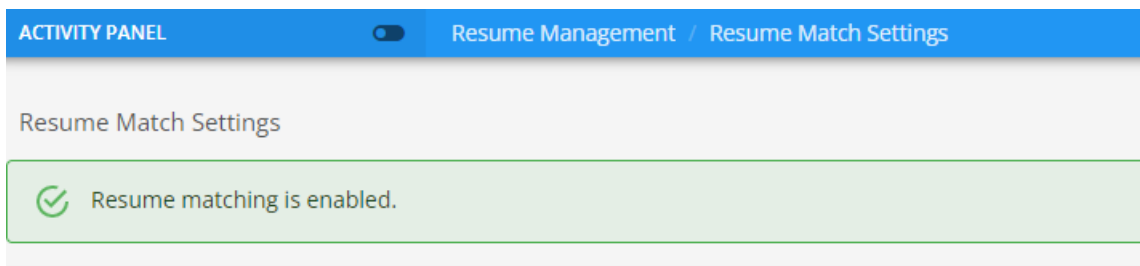 ACTIVITY PANEL
Resume Management / Resume Match Settings
Resume Match Settings
Resume matching is enabled.